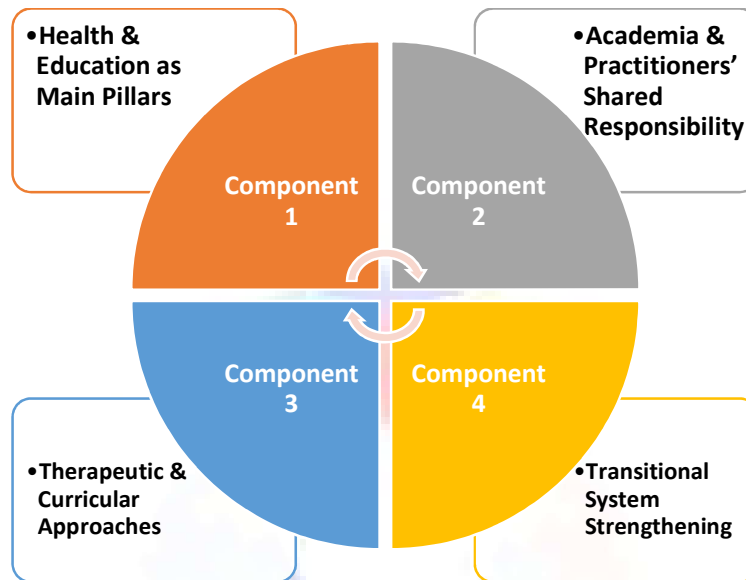 •Health &
Education as
Main Pillars
•Academia &
Practitioners’
Shared
Responsibility
Component
1
Component
2
Component
3
Component
4
•Therapeutic &
Curricular
Approaches
•Transitional
System
Strengthening